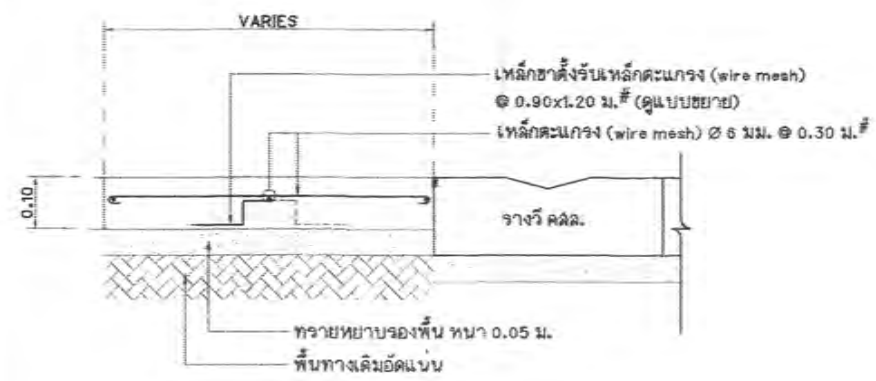 VARIES
เหล็กขาตั้งรับเหล็กตะแกรง (wire mesh)
@ 0.90x1.20 ม.# (ดูแบบขยาย)
เหล็กตะแกรง (wire mesh) Ø 6 มม. @ 0.30 ม.#
0.10
รางวี คสล.
ทรายหยาบรองพื้น หนา 0.05 ม.
พื้นทางเดิมอัดแน่น